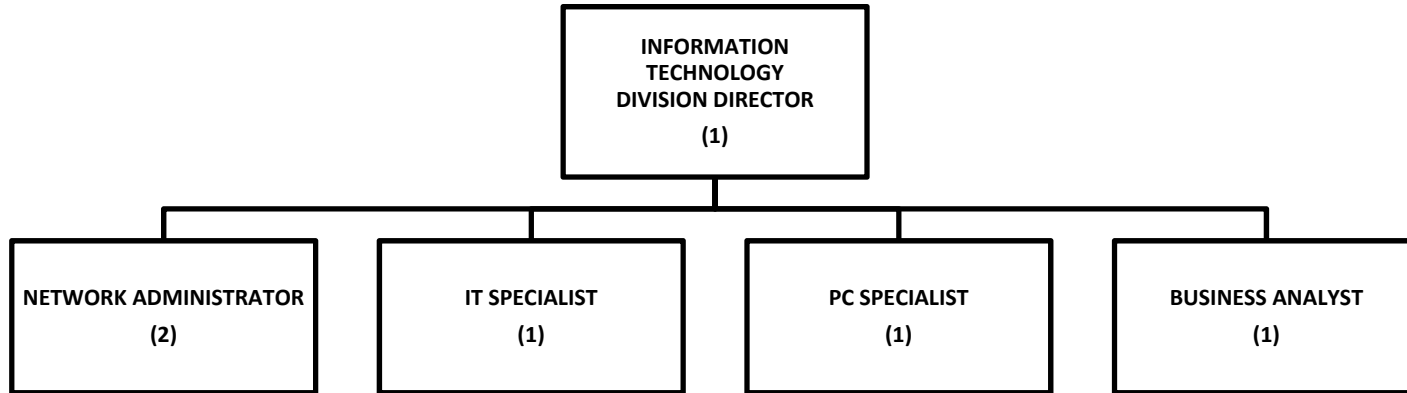 INFORMATION
TECHNOLOGY
DIVISION DIRECTOR
(1)
NETWORK ADMINISTRATOR
(2)
IT SPECIALIST
(1)
PC SPECIALIST
(1)
BUSINESS ANALYST
(1)